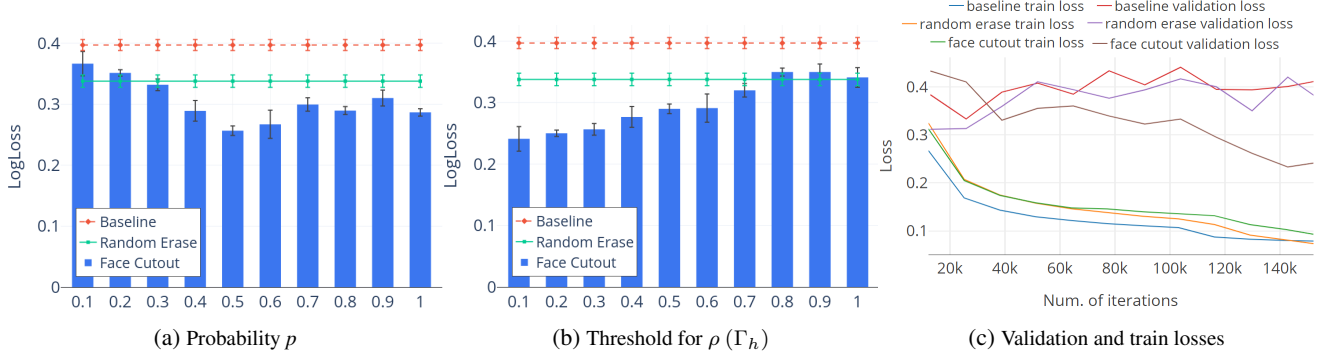 LogLoss
0.4
0.3
0.2
0.1
0
Baseline
Random Erase
Face Cutout
0.1 0.2 0.3 0.4 0.5 0.6 0.7 0.8 0.9 1
(a) Probability p
LogLoss
0.4
0.3
0.2
0.1
0
Baseline
Random Erase
Face Cutout
0.1 0.2 0.3 0.4 0.5 0.6 0.7 0.8 0.9 1
(b) Threshold for ρ (Γh)
baseline train loss baseline validation loss
random erase train loss random erase validation loss
face cutout train loss face cutout validation loss
Loss
0.4
0.3
0.2
0.1
20k 40k 60k 80k 100k 120k 140k
Num. of iterations
(c) Validation and train losses